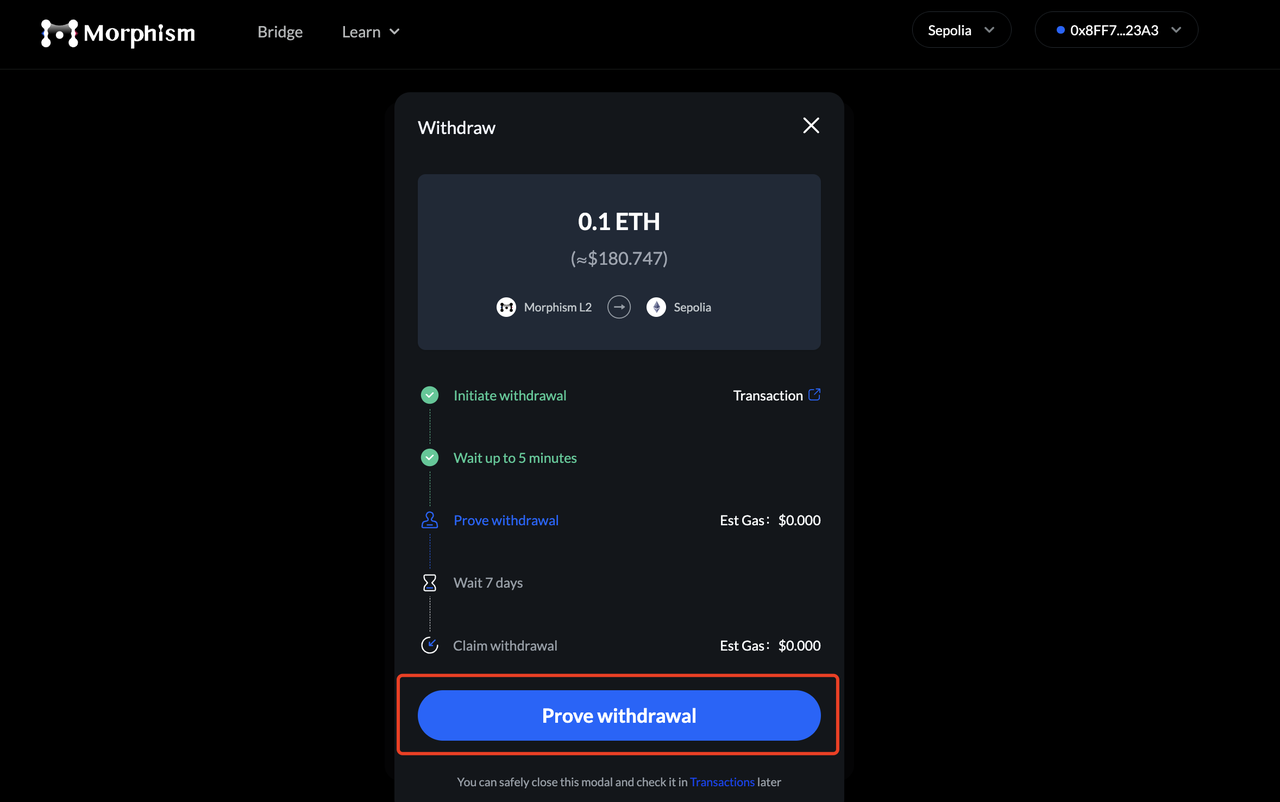 Morphism Bridge Learn Sepolia 0x8FF7...23A3
Withdraw
0.1 ETH
(≈$180.747)
Morphism L2 Sepolia
Initiate withdrawal Transaction
Wait up to 5 minutes
Prove withdrawal Est Gas: $0.000
Wait 7 days
Claim withdrawal Est Gas: $0.000
Prove withdrawal
You can safely close this modal and check it in Transactions later